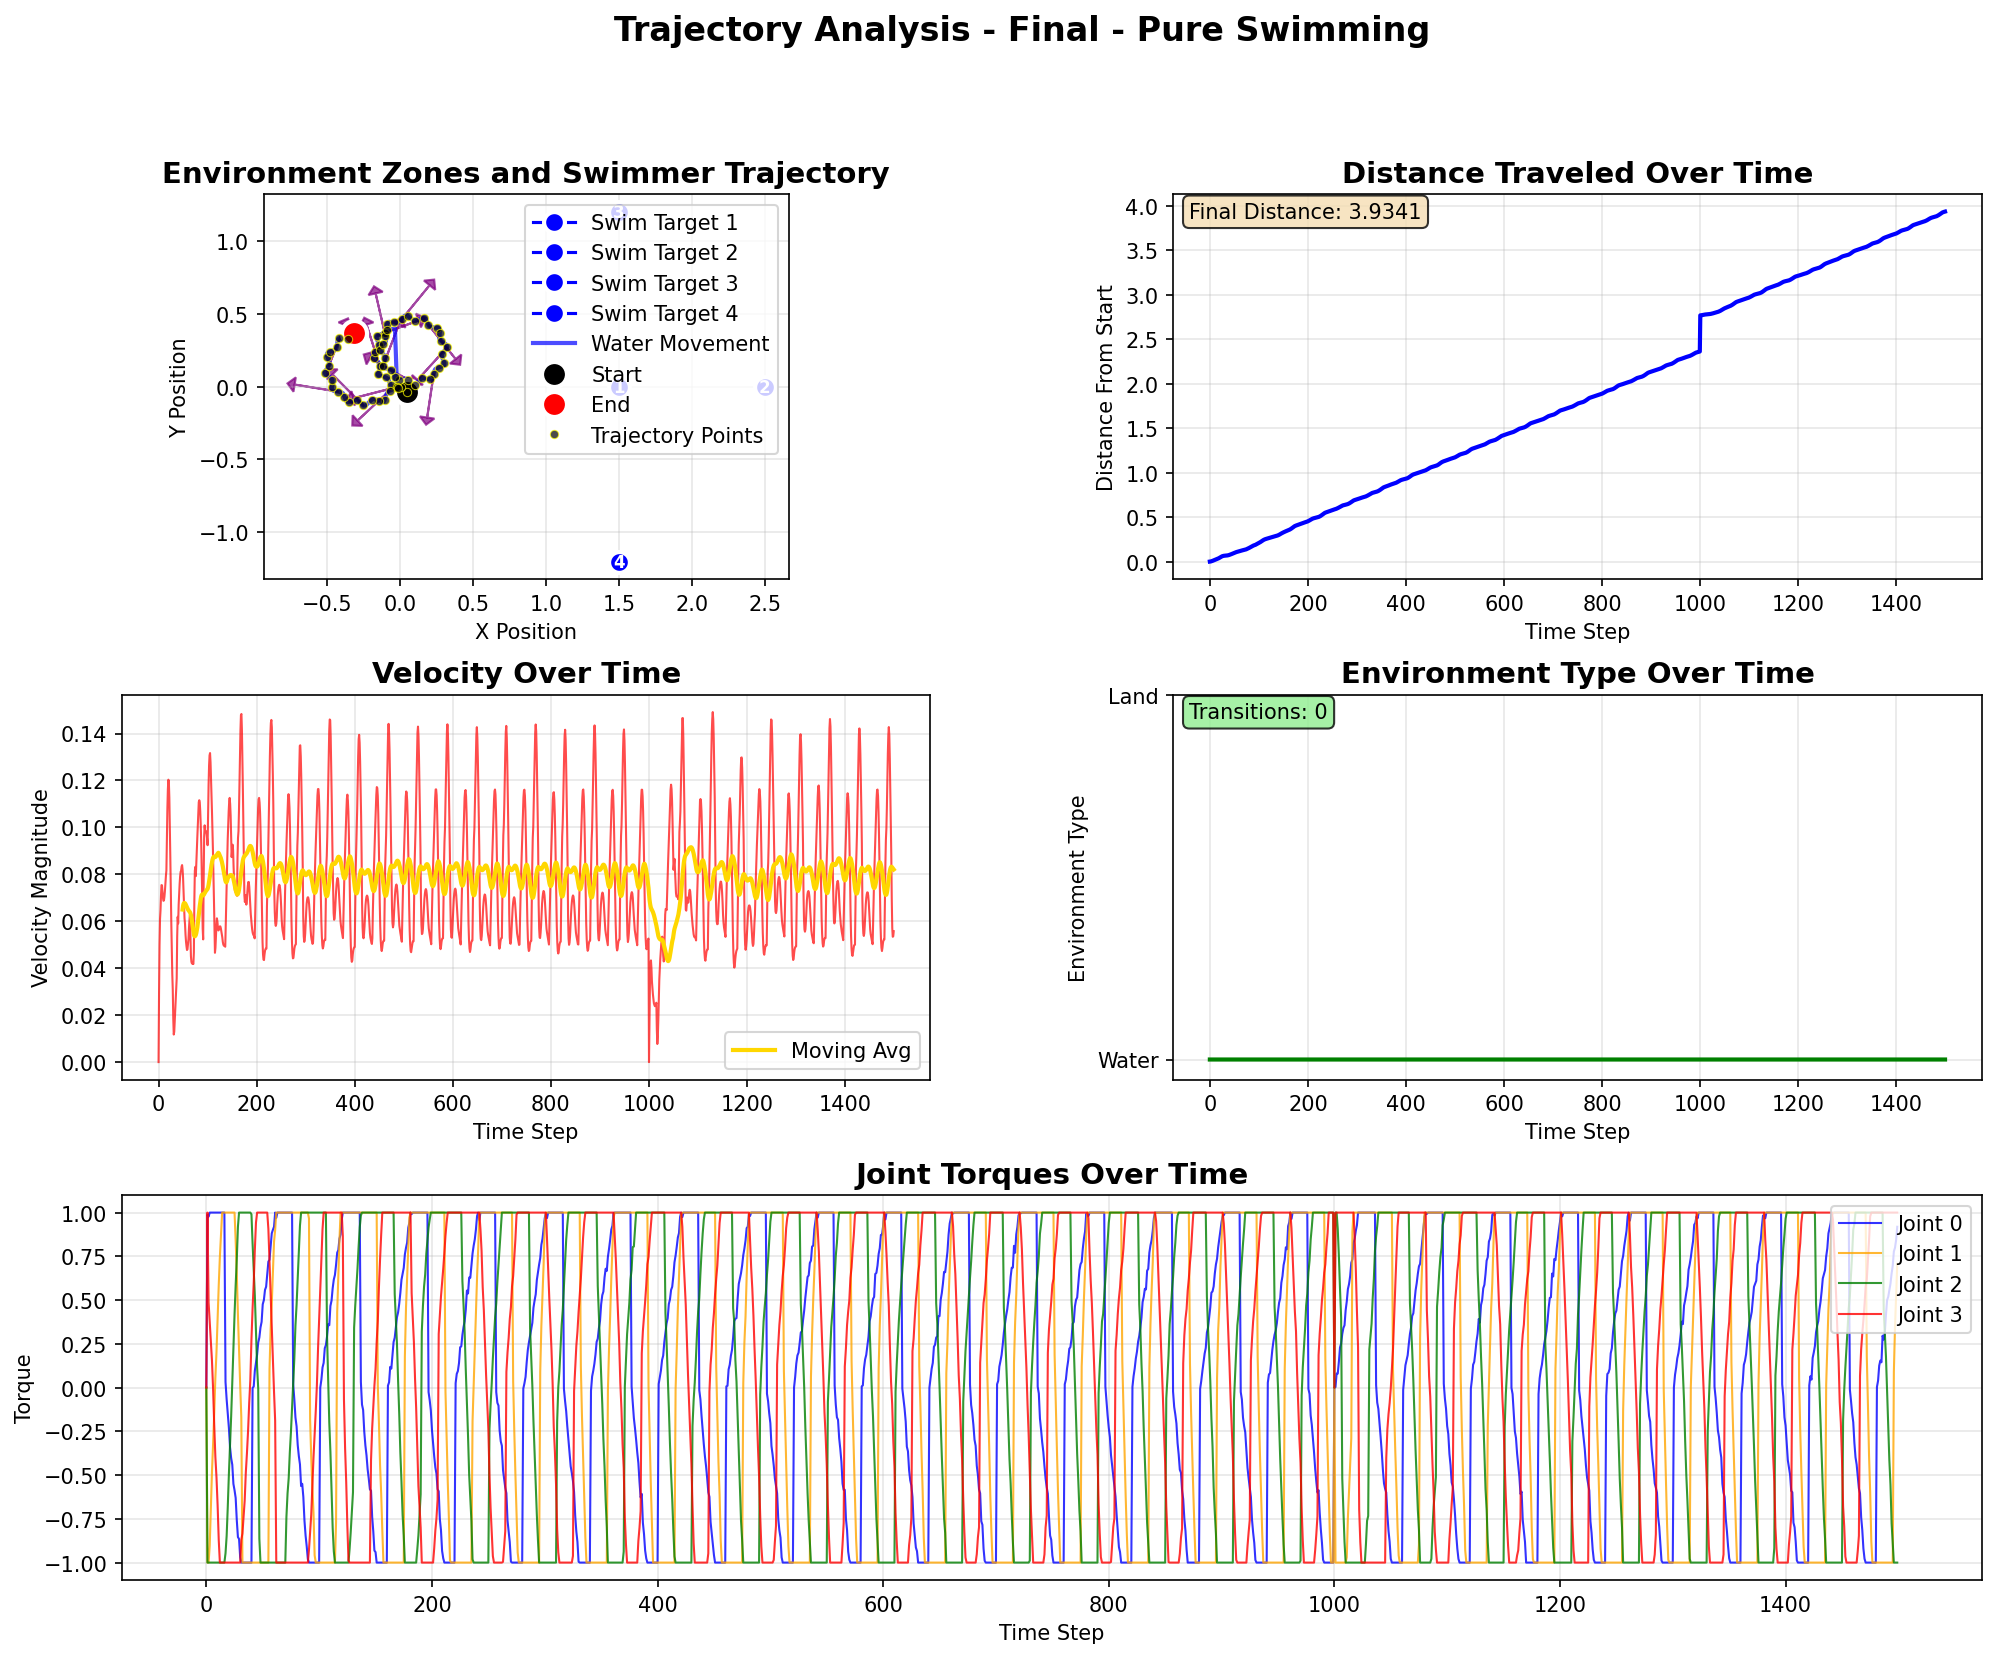 Trajectory Analysis - Final - Pure Swimming
Environment Zones and Swimmer Trajectory
Y Position
1.0
0.5
0.0
−0.5
−1.0
3
1
2
4
Swim Target 1
Swim Target 2
Swim Target 3
Swim Target 4
Water Movement
Start
End
Trajectory Points
−0.5 0.0 0.5 1.0 1.5 2.0 2.5
X Position
Distance Traveled Over Time
Final Distance: 3.9341
Distance From Start
4.0
3.5
3.0
2.5
2.0
1.5
1.0
0.5
0.0
0 200 400 600 800 1000 1200 1400
Time Step
Velocity Over Time
Velocity Magnitude
0.14
0.12
0.10
0.08
0.06
0.04
0.02
0.00
Moving Avg
0 200 400 600 800 1000 1200 1400
Time Step
Environment Type Over Time
Transitions: 0
Environment Type
Land
Water
0 200 400 600 800 1000 1200 1400
Time Step
Joint Torques Over Time
Torque
1.00
0.75
0.50
0.25
0.00
−0.25
−0.50
−0.75
−1.00
Joint 0
Joint 1
Joint 2
Joint 3
0 200 400 600 800 1000 1200 1400
Time Step